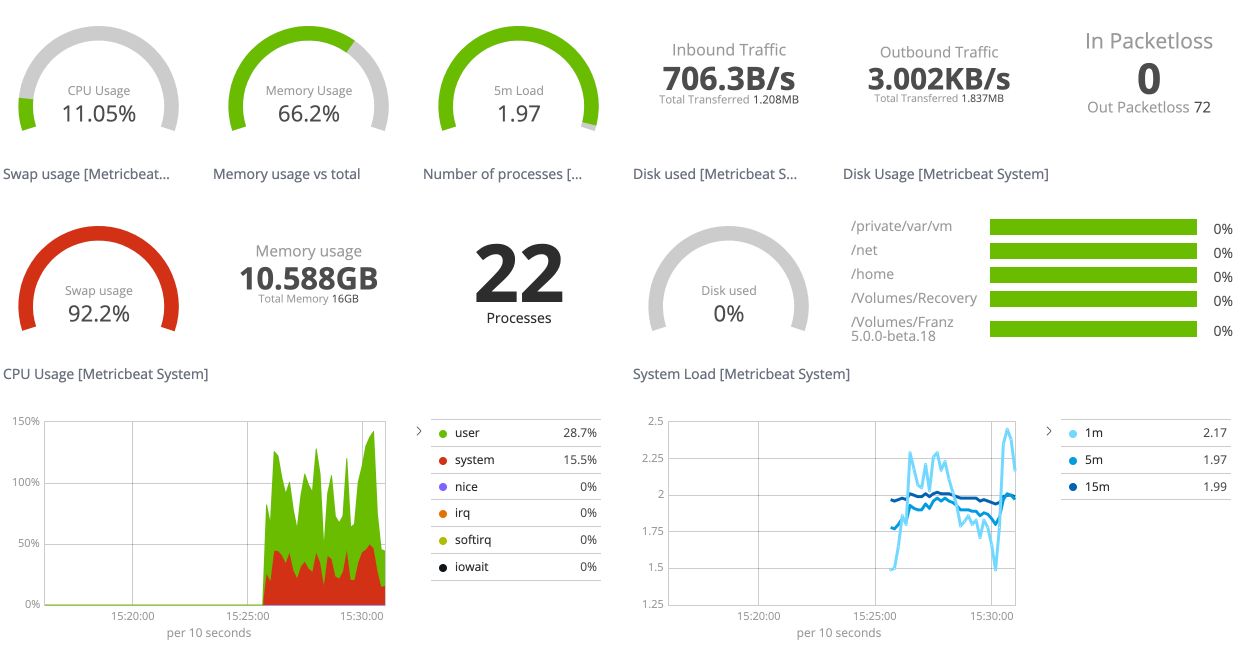 CPU Usage
11.05%
Memory Usage
66.2%
5m Load
1.97
Inbound Traffic
706.3B/s
Total Transferred 1.208MB
Outbound Traffic
3.002KB/s
Total Transferred 1.837MB
In Packetloss
0
Out Packetloss 72
Swap usage [Metricbeat...
Memory usage vs total
Number of processes [...
Disk used [Metricbeat S...
Disk Usage [Metricbeat System]
Swap usage
92.2%
Memory usage
10.588GB
Total Memory 16GB
22
Processes
Disk used
0%
/private/var/vm 0%
/net 0%
/home 0%
/Volumes/Recovery 0%
/Volumes/Franz
5.0.0-beta.18 0%
CPU Usage [Metricbeat System]
150%
100%
50%
0%
15:20:00 15:25:00 15:30:00
per 10 seconds
user 28.7%
system 15.5%
nice 0%
irq 0%
softirq 0%
iowait 0%
System Load [Metricbeat System]
2.5
2.25
2
1.75
1.5
1.25
15:20:00 15:25:00 15:30:00
per 10 seconds
1m 2.17
5m 1.97
15m 1.99